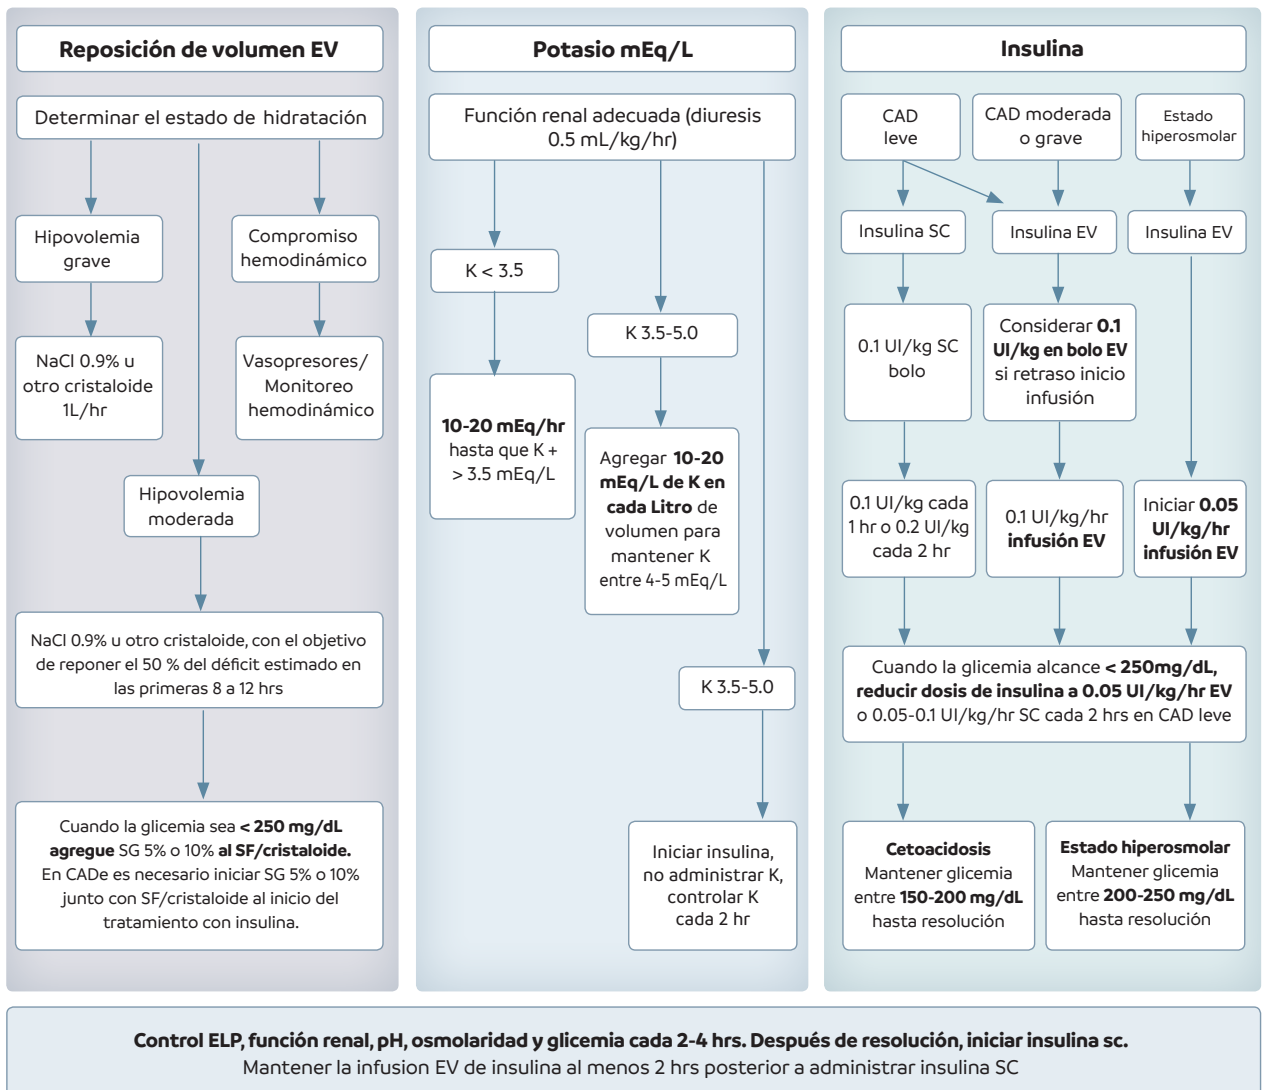 Reposición de volumen EV
Determinar el estado de hidratación
Hipovolemia
grave
Compromiso
hemodinámico
NaCl 0.9% u
otro cristaloide
1L/hr
Vasopresores/
Monitoreo
hemodinámico
Hipovolemia
moderada
NaCl 0.9% u otro cristaloide, con el objetivo
de reponer el 50 % del déficit estimado en
las primeras 8 a 12 hrs
Cuando la glicemia sea < 250 mg/dL
agregue SG 5% o 10% al SF/cristaloide.
En CADe es necesario iniciar SG 5% o 10%
junto con SF/cristaloide al inicio del
tratamiento con insulina.
Potasio mEq/L
Función renal adecuada (diuresis
0.5 mL/kg/hr)
K < 3.5
10-20 mEq/hr
hasta que K +
> 3.5 mEq/L
K 3.5-5.0
Agregar 10-20
mEq/L de K en
cada Litro de
volumen para
mantener K
entre 4-5 mEq/L
K 3.5-5.0
Iniciar insulina,
no administrar K,
controlar K
cada 2 hr
Insulina
CAD
leve
CAD moderada
o grave
Estado
hiperosmolar
Insulina SC
Insulina EV
Insulina EV
0.1 UI/kg SC
bolo
Considerar 0.1
UI/kg en bolo EV
si retraso inicio
infusión
0.1 UI/kg cada
1 hr o 0.2 UI/kg
cada 2 hr
0.1 UI/kg/hr
infusión EV
Iniciar 0.05
UI/kg/hr
infusión EV
Cuando la glicemia alcance < 250mg/dL,
reducir dosis de insulina a 0.05 UI/kg/hr EV
o 0.05-0.1 UI/kg/hr SC cada 2 hrs en CAD leve
Cetoacidosis
Mantener glicemia
entre 150-200 mg/dL
hasta resolución
Estado hiperosmolar
Mantener glicemia
entre 200-250 mg/dL
hasta resolución
Control ELP, función renal, pH, osmolaridad y glicemia cada 2-4 hrs. Después de resolución, iniciar insulina sc.
Mantener la infusion EV de insulina al menos 2 hrs posterior a administrar insulina SC